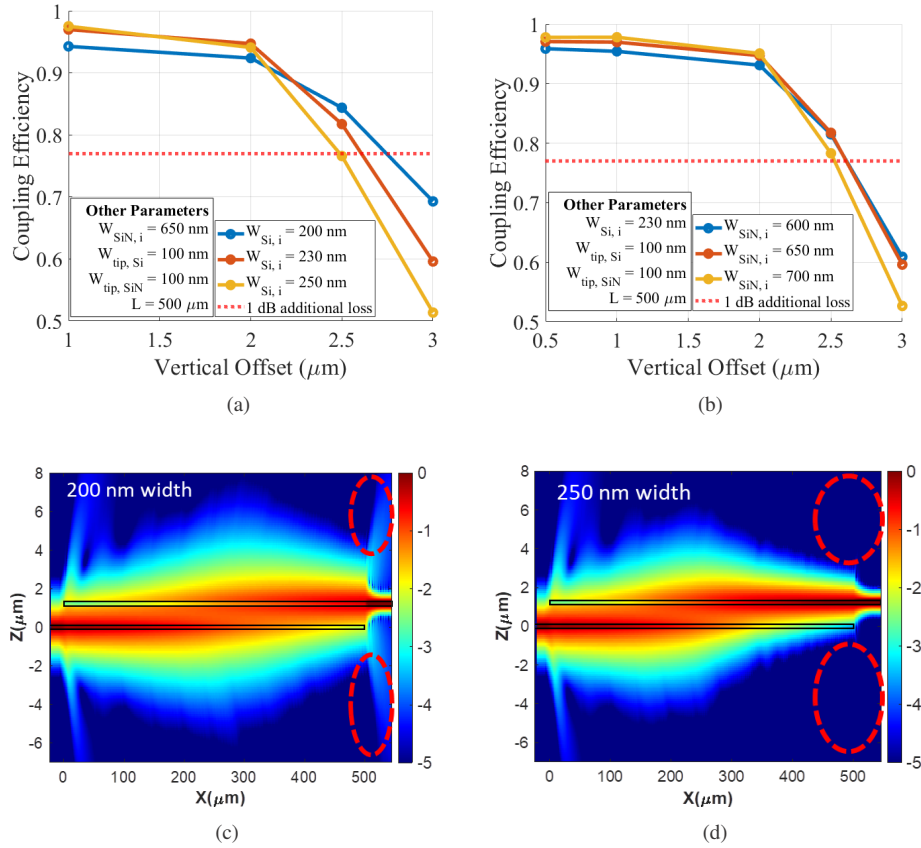 1
0.9
0.8
0.7
0.6
0.5
Coupling Efficiency
Other Parameters
W_SiN, i = 650 nm
W_tip, Si = 100 nm
W_tip, SiN = 100 nm
L = 500 μm
W_Si, i = 200 nm
W_Si, i = 230 nm
W_Si, i = 250 nm
1 dB additional loss
1 1.5 2 2.5 3
Vertical Offset (μm)
(a)
1
0.9
0.8
0.7
0.6
0.5
Coupling Efficiency
Other Parameters
W_Si, i = 230 nm
W_tip, Si = 100 nm
W_tip, SiN = 100 nm
L = 500 μm
W_SiN, i = 600 nm
W_SiN, i = 650 nm
W_SiN, i = 700 nm
1 dB additional loss
0.5 1 1.5 2 2.5 3
Vertical Offset (μm)
(b)
200 nm width
8
6
4
2
0
-2
-4
-6
Z(μm)
0 100 200 300 400 500
X(μm)
0
-1
-2
-3
-4
-5
(c)
250 nm width
8
6
4
2
0
-2
-4
-6
Z(μm)
0 100 200 300 400 500
X(μm)
0
-1
-2
-3
-4
-5
(d)